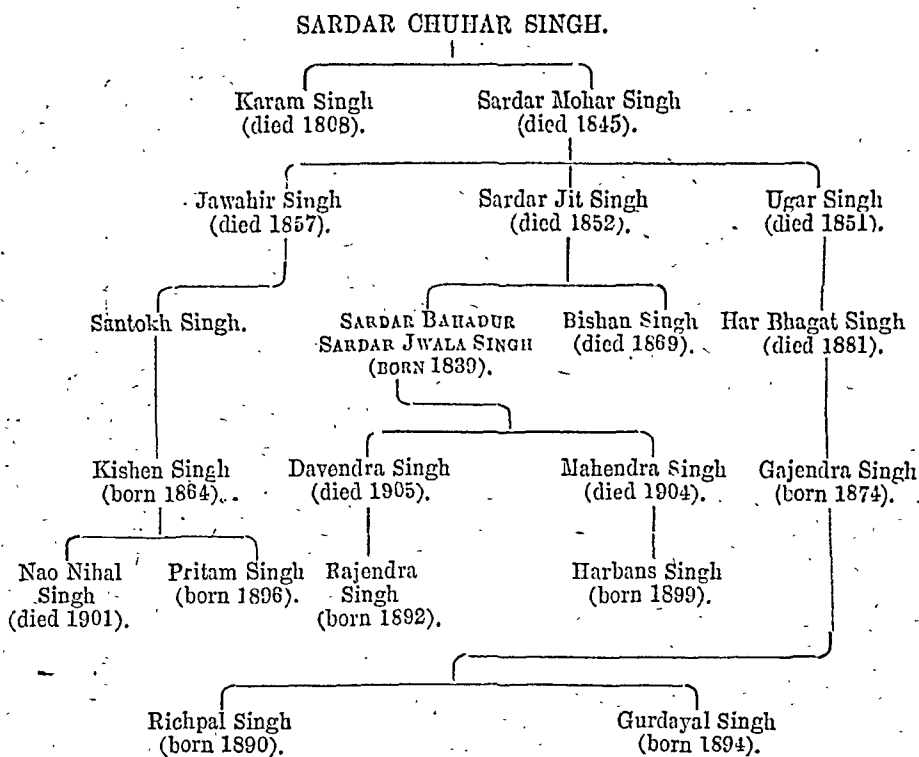 SARDAR CHUHAR SINGH.
Karam Singh
(died 1808).
Sardar Mohar Singh
(died 1845).
Jawahir Singh
(died 1857).
Sardar Jit Singh
(died 1852).
Ugar Singh
(died 1851).
Santokh Singh.
SARDAR BAHADUR
SARDAR JWALA SINGH
(BORN 1839).
Bishan Singh
(died 1869).
Har Bhagat Singh
(died 1881).
Kishen Singh
(born 1864).
Davendra Singh
(died 1905).
Mahendra Singh
(died 1904).
Gajendra Singh
(born 1874).
Nao Nihal
Singh
(died 1901).
Pritam Singh
(born 1896).
Rajendra
Singh
(born 1892).
Harbans Singh
(born 1899).
Richpal Singh
(born 1890).
Gurdayal Singh
(born 1894).